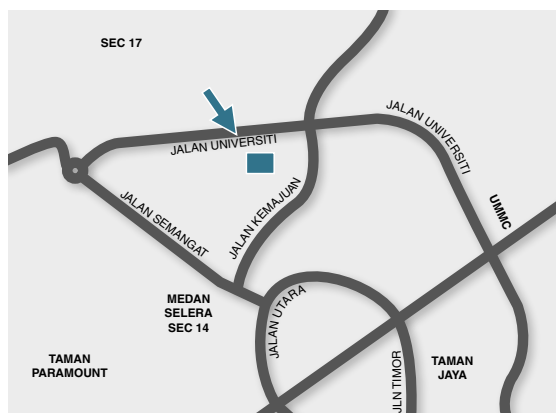 SEC 17
JALAN UNIVERSITI
JALAN UNIVERSITI
JALAN SEMANGAT
JALAN KEMAJUAN
UMMC
MEDAN
SELERA
SEC 14
JALAN UTARA
TAMAN
PARAMOUNT
JLN TIMOR
TAMAN
JAYA